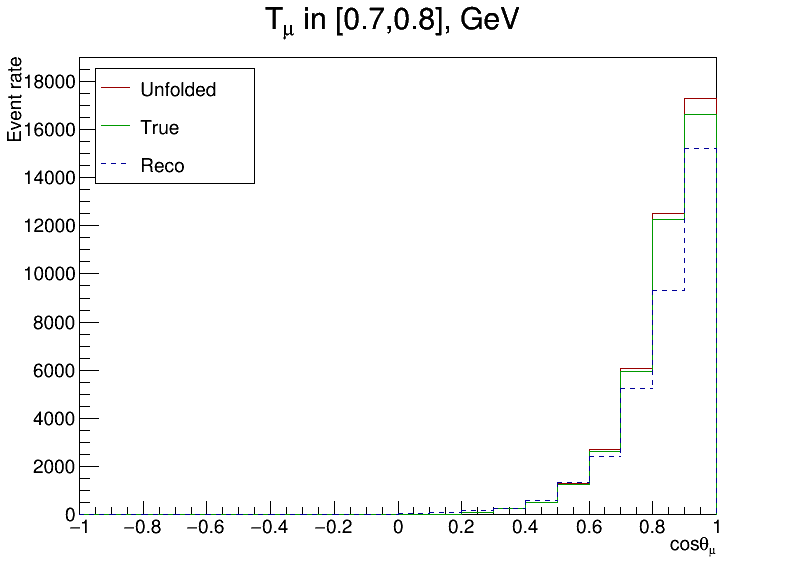 T_μ in [0.7,0.8], GeV
Event rate
Unfolded
True
Reco
18000
16000
14000
12000
10000
8000
6000
4000
2000
0
−1 −0.8 −0.6 −0.4 −0.2 0 0.2 0.4 0.6 0.8 1
cosθ_μ